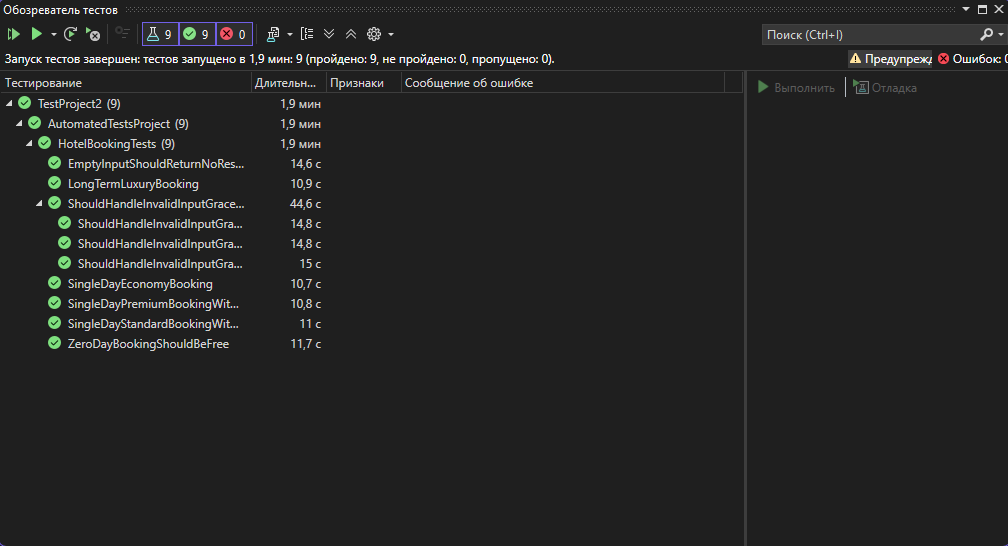 Обозреватель тестов
9 9 0 Поиск (Ctrl+I)
Запуск тестов завершен: тестов запущено в 1,9 мин: 9 (пройдено: 9, не пройдено: 0, пропущено: 0). Предупрежд Ошибок: 0
Тестирование Длительн... Признаки Сообщение об ошибке Выполнить Отладка
TestProject2 (9) 1,9 мин
AutomatedTestsProject (9) 1,9 мин
HotelBookingTests (9) 1,9 мин
EmptyInputShouldReturnNoRes... 14,6 с
LongTermLuxuryBooking 10,9 с
ShouldHandleInvalidInputGrace... 44,6 с
ShouldHandleInvalidInputGra... 14,8 с
ShouldHandleInvalidInputGra... 14,8 с
ShouldHandleInvalidInputGra... 15 с
SingleDayEconomyBooking 10,7 с
SingleDayPremiumBookingWit... 10,8 с
SingleDayStandardBookingWit... 11 с
ZeroDayBookingShouldBeFree 11,7 с